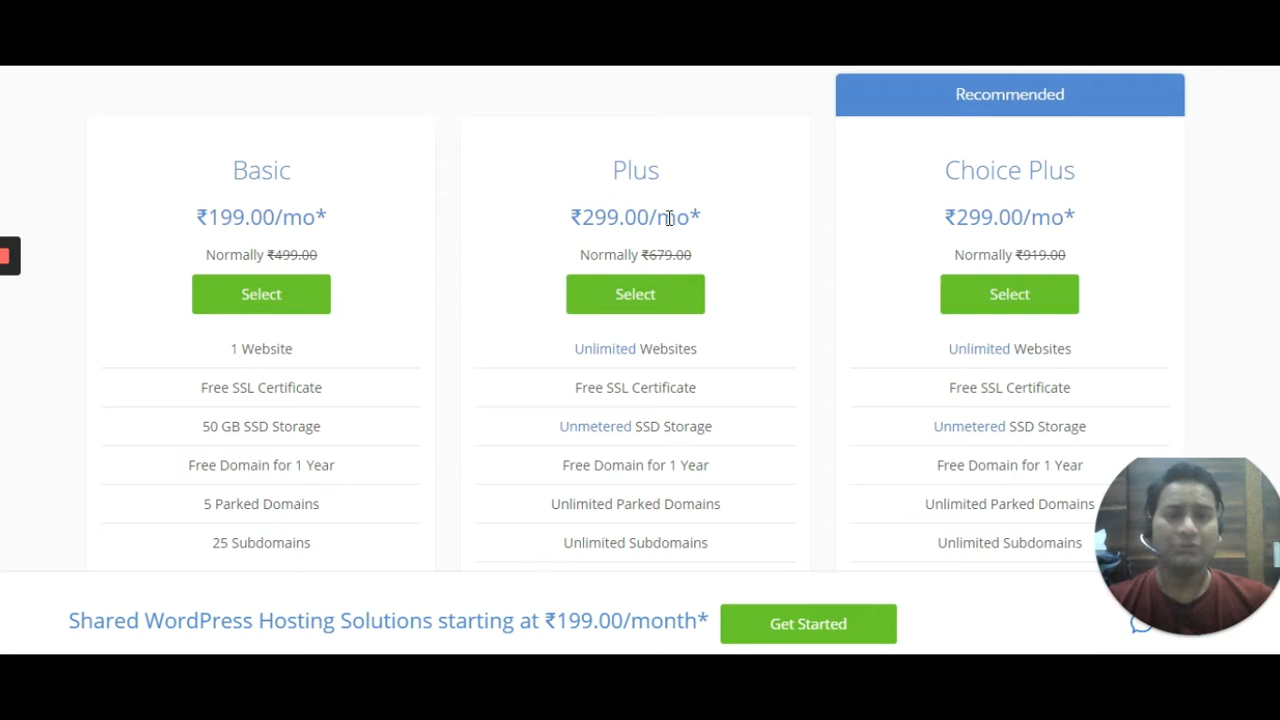 Recommended
Basic
₹199.00/mo*
Normally ₹499.00
Select
1 Website
Free SSL Certificate
50 GB SSD Storage
Free Domain for 1 Year
5 Parked Domains
25 Subdomains
Plus
₹299.00/mo*
Normally ₹679.00
Select
Unlimited Websites
Free SSL Certificate
Unmetered SSD Storage
Free Domain for 1 Year
Unlimited Parked Domains
Unlimited Subdomains
Choice Plus
₹299.00/mo*
Normally ₹919.00
Select
Unlimited Websites
Free SSL Certificate
Unmetered SSD Storage
Free Domain for 1 Year
Unlimited Parked Domains
Unlimited Subdomains
Shared WordPress Hosting Solutions starting at ₹199.00/month*
Get Started